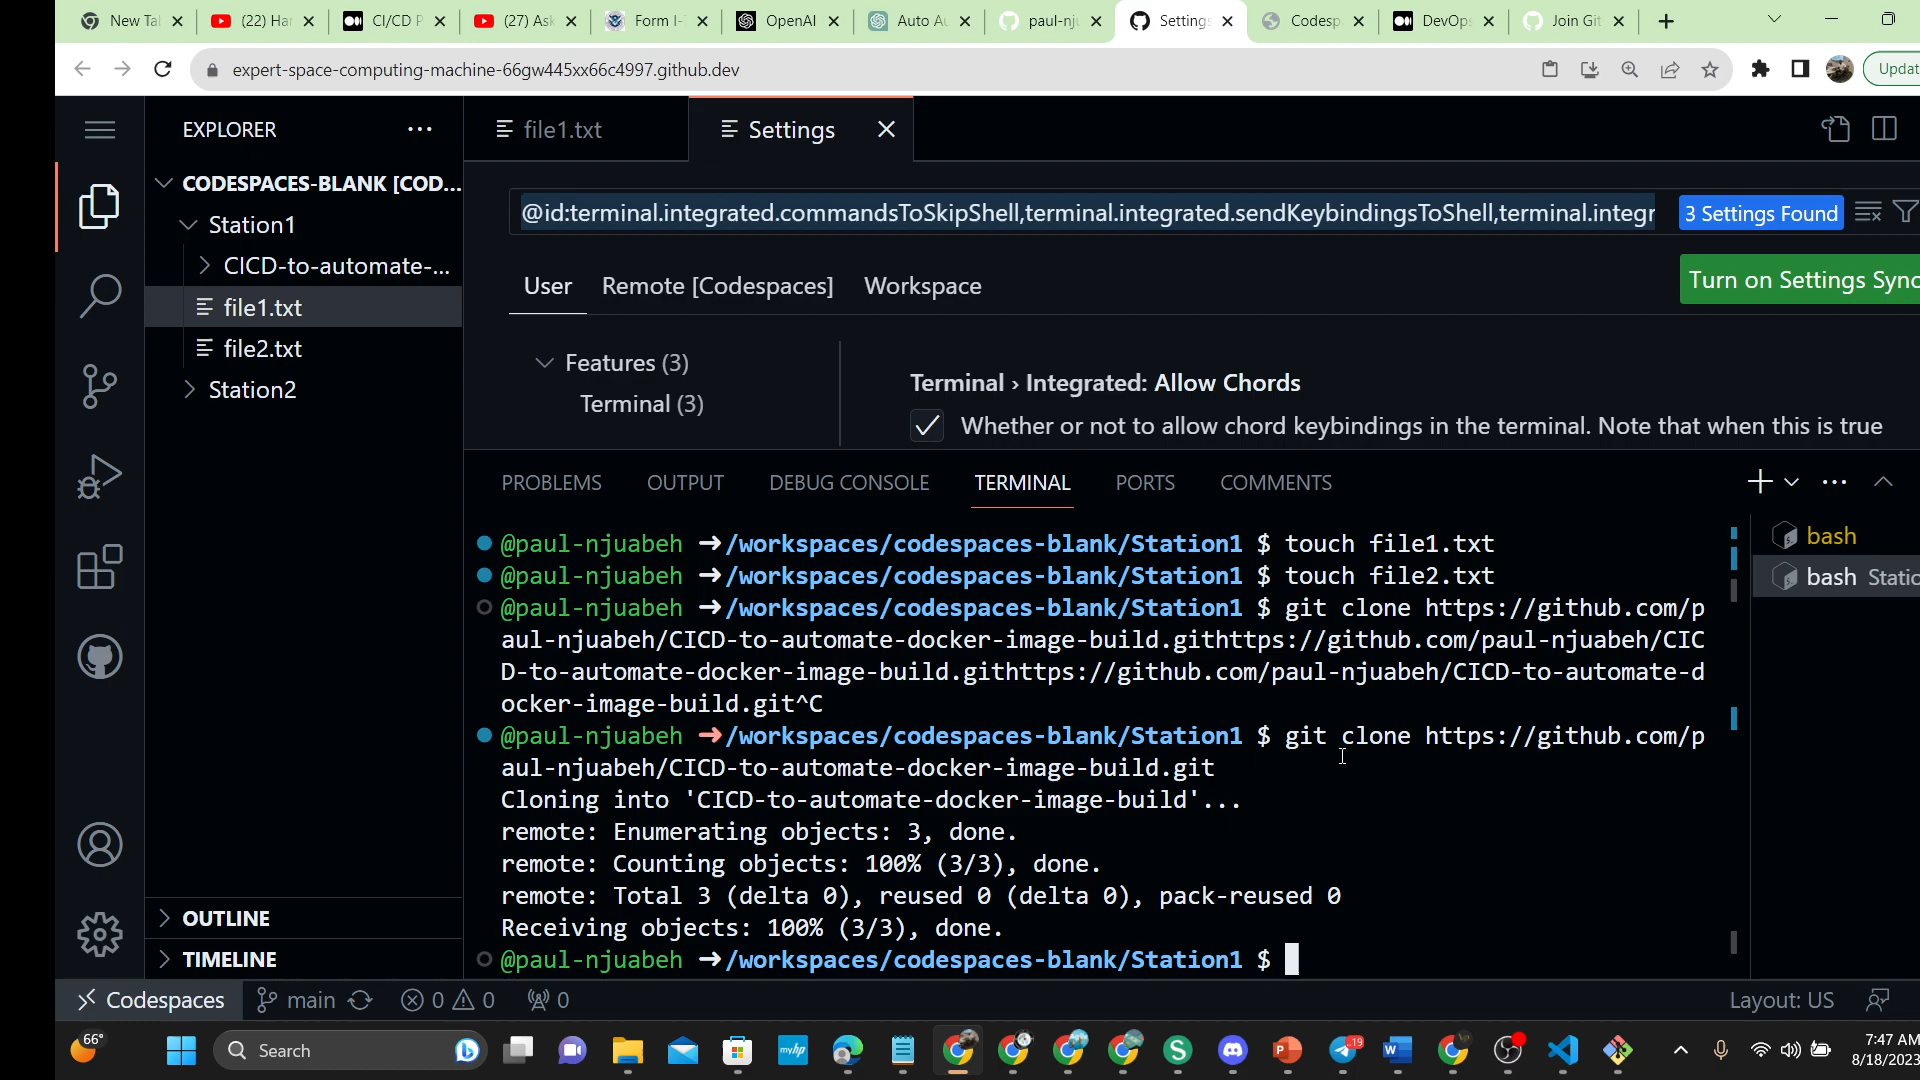 New Ta
(22) Ha
CI/CD P
(27) Ask
Form I-
OpenAI
Auto Au
paul-nju
Settings
Codesp
DevOps
Join Git
expert-space-computing-machine-66gw445xx66c4997.github.dev
Updat
EXPLORER
file1.txt
Settings
CODESPACES-BLANK [COD...
Station1
CICD-to-automate-...
file1.txt
file2.txt
Station2
@id:terminal.integrated.commandsToSkipShell,terminal.integrated.sendKeybindingsToShell,terminal.integr
3 Settings Found
User
Remote [Codespaces]
Workspace
Turn on Settings Sync
Features (3)
Terminal (3)
Terminal › Integrated: Allow Chords
Whether or not to allow chord keybindings in the terminal. Note that when this is true
PROBLEMS
OUTPUT
DEBUG CONSOLE
TERMINAL
PORTS
COMMENTS
@paul-njuabeh ➜/workspaces/codespaces-blank/Station1 $ touch file1.txt
@paul-njuabeh ➜/workspaces/codespaces-blank/Station1 $ touch file2.txt
@paul-njuabeh ➜/workspaces/codespaces-blank/Station1 $ git clone https://github.com/p
aul-njuabeh/CICD-to-automate-docker-image-build.githttps://github.com/paul-njuabeh/CIC
D-to-automate-docker-image-build.githttps://github.com/paul-njuabeh/CICD-to-automate-d
ocker-image-build.git^C
@paul-njuabeh ➜/workspaces/codespaces-blank/Station1 $ git clone https://github.com/p
aul-njuabeh/CICD-to-automate-docker-image-build.git
Cloning into 'CICD-to-automate-docker-image-build'...
remote: Enumerating objects: 3, done.
remote: Counting objects: 100% (3/3), done.
remote: Total 3 (delta 0), reused 0 (delta 0), pack-reused 0
Receiving objects: 100% (3/3), done.
@paul-njuabeh ➜/workspaces/codespaces-blank/Station1 $
bash
bash Static
OUTLINE
TIMELINE
Codespaces
main
0
0
0
Layout: US
66°
Search
myhp
19
7:47 AM
8/18/2023